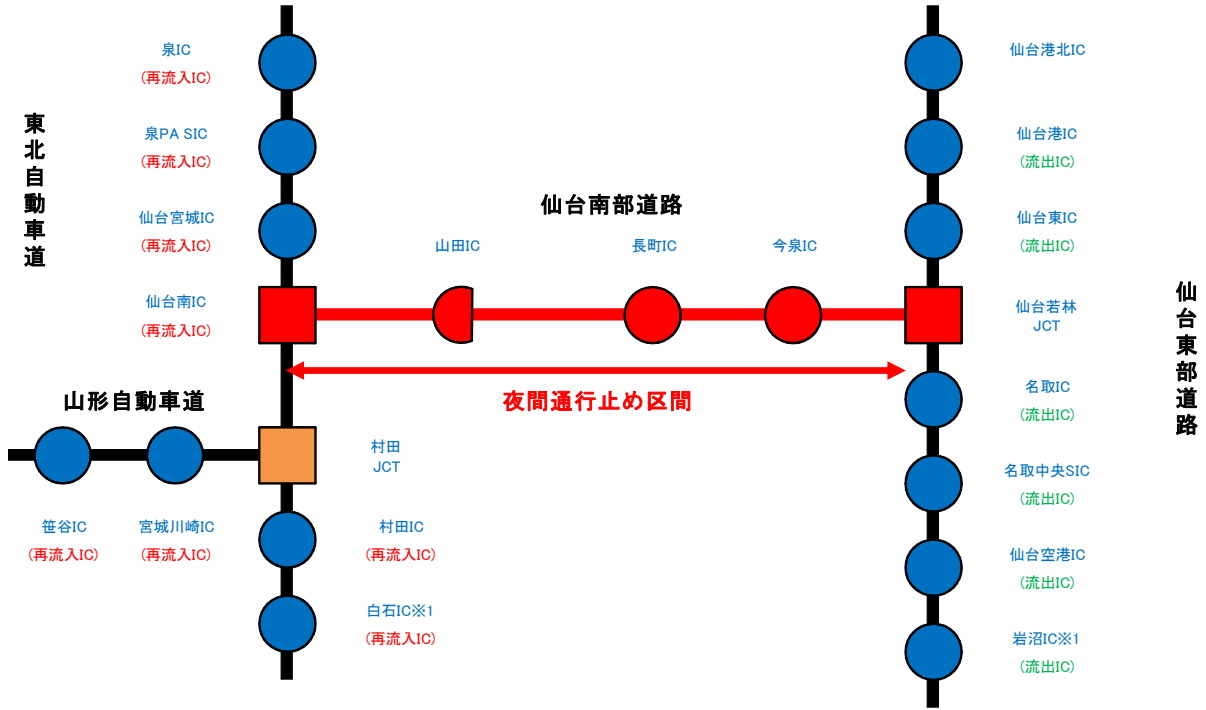 東北自動車道
泉IC
(再流入IC)
泉PA SIC
(再流入IC)
仙台宮城IC
(再流入IC)
仙台南IC
(再流入IC)
仙台南部道路
山田IC
長町IC
今泉IC
夜間通行止め区間
山形自動車道
笹谷IC
(再流入IC)
宮城川崎IC
(再流入IC)
村田
JCT
村田IC
(再流入IC)
白石IC※1
(再流入IC)
仙台港北IC
仙台港IC
(流出IC)
仙台東IC
(流出IC)
仙台若林
JCT
名取IC
(流出IC)
名取中央SIC
(流出IC)
仙台空港IC
(流出IC)
岩沼IC※1
(流出IC)
仙台東部道路